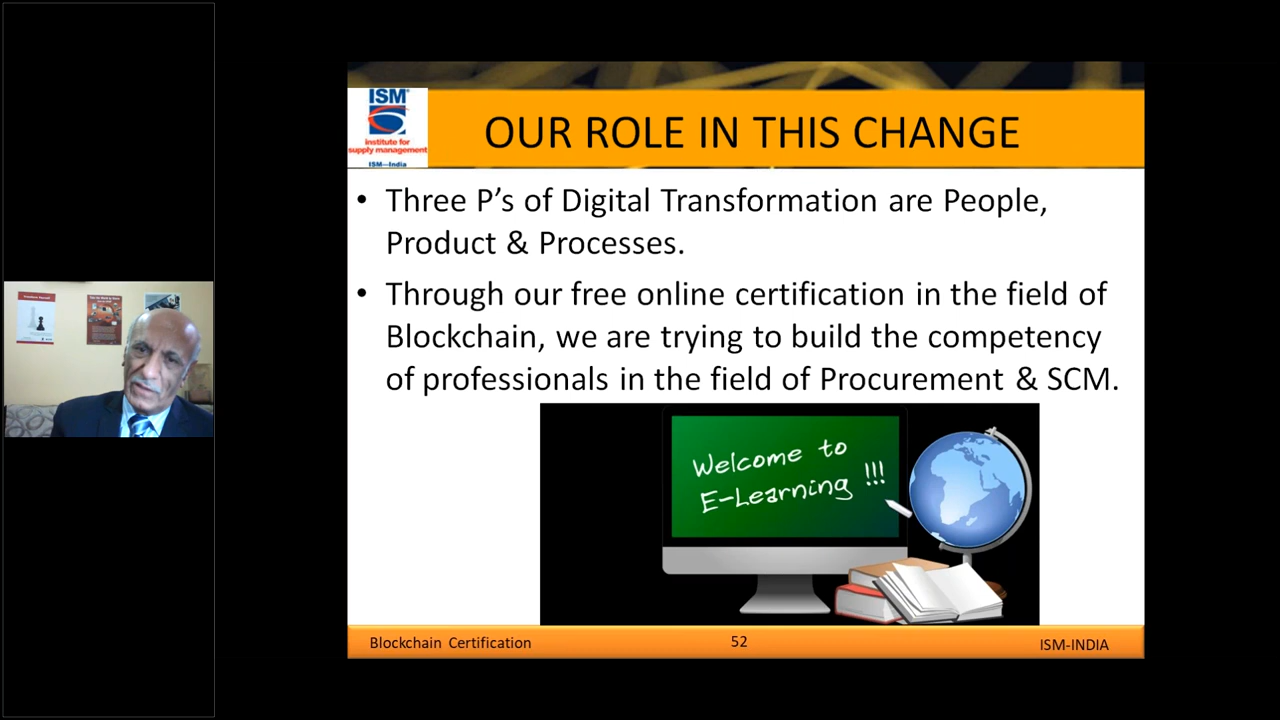 ISM®
institute for
supply management
ISM—India
OUR ROLE IN THIS CHANGE
• Three P’s of Digital Transformation are People,
Product & Processes.
• Through our free online certification in the field of
Blockchain, we are trying to build the competency
of professionals in the field of Procurement & SCM.
Welcome to
E-Learning !!!
Blockchain Certification
52
ISM-INDIA